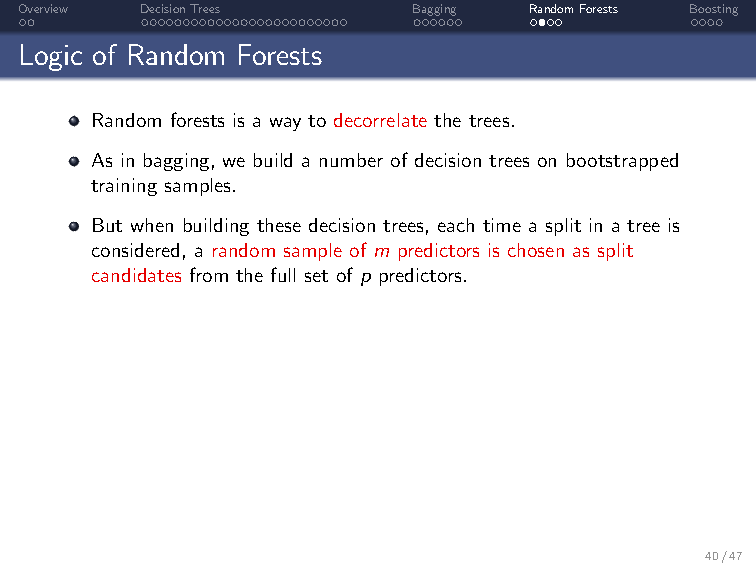 Overview Decision Trees Bagging Random Forests Boosting
Logic of Random Forests
Random forests is a way to decorrelate the trees.
As in bagging, we build a number of decision trees on bootstrapped
training samples.
But when building these decision trees, each time a split in a tree is
considered, a random sample of m predictors is chosen as split
candidates from the full set of p predictors.
40 / 47